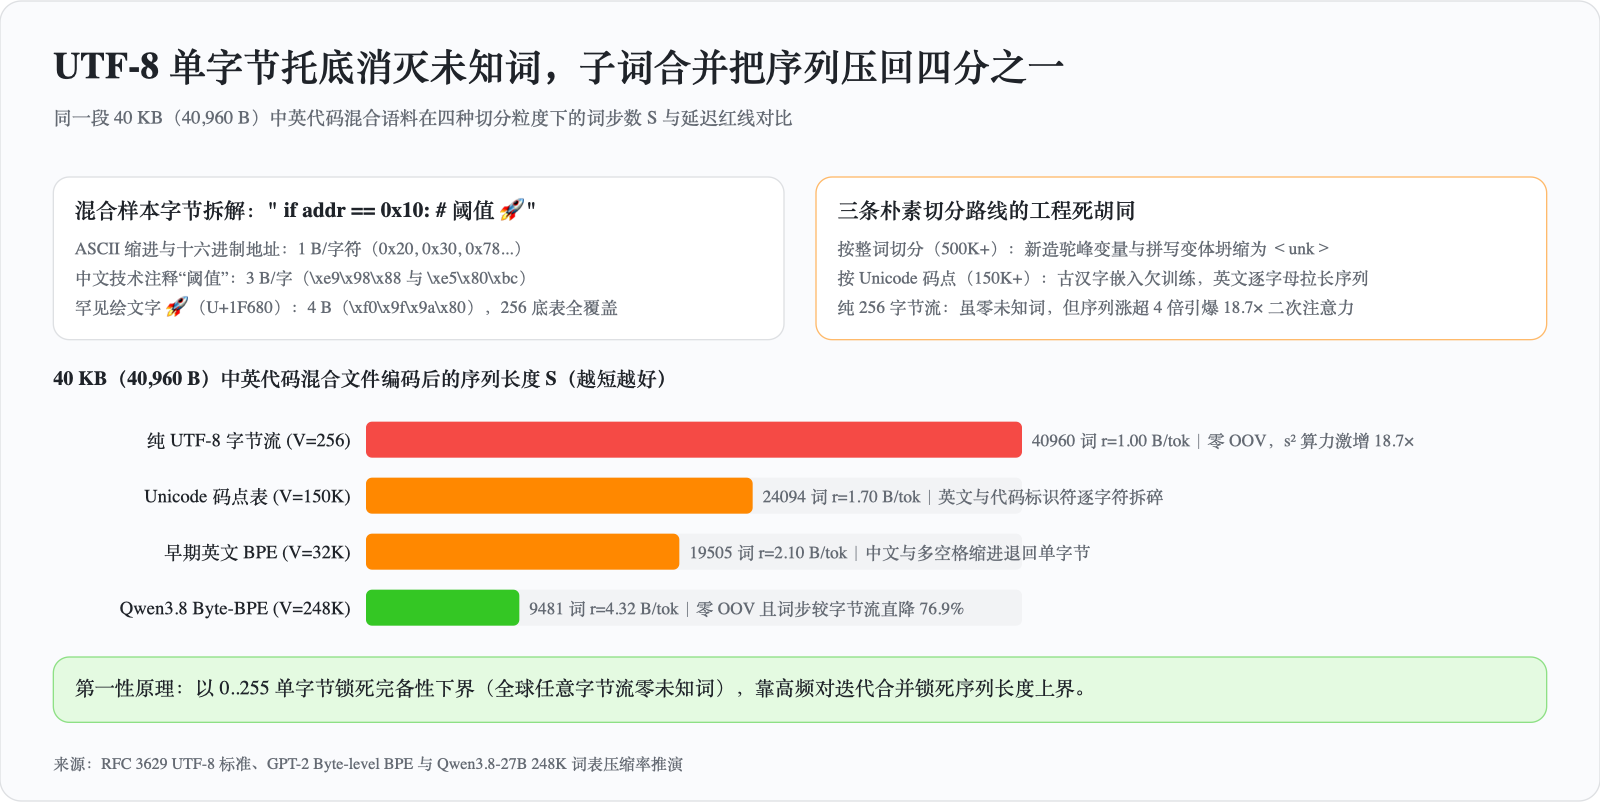 UTF-8 单字节托底消灭未知词，子词合并把序列压回四分之一
同一段 40 KB（40,960 B）中英代码混合语料在四种切分粒度下的词步数 S 与延迟红线对比
混合样本字节拆解：" if addr == 0x10: # 阈值 🚀"
ASCII 缩进与十六进制地址：1 B/字符（0x20, 0x30, 0x78...）
中文技术注释“阈值”：3 B/字（\xe9\x98\x88 与 \xe5\x80\xbc）
罕见绘文字 🚀（U+1F680）：4 B（\xf0\x9f\x9a\x80），256 底表全覆盖
三条朴素切分路线的工程死胡同
按整词切分（500K+）：新造驼峰变量与拼写变体坍缩为 ＜unk＞
按 Unicode 码点（150K+）：古汉字嵌入欠训练，英文逐字母拉长序列
纯 256 字节流：虽零未知词，但序列涨超 4 倍引爆 18.7× 二次注意力
40 KB（40,960 B）中英代码混合文件编码后的序列长度 S（越短越好）
纯 UTF-8 字节流 (V=256)
40960 词 r=1.00 B/tok｜零 OOV，s² 算力激增 18.7×
Unicode 码点表 (V=150K)
24094 词 r=1.70 B/tok｜英文与代码标识符逐字符拆碎
早期英文 BPE (V=32K)
19505 词 r=2.10 B/tok｜中文与多空格缩进退回单字节
Qwen3.8 Byte-BPE (V=248K)
9481 词 r=4.32 B/tok｜零 OOV 且词步较字节流直降 76.9%
第一性原理：以 0..255 单字节锁死完备性下界（全球任意字节流零未知词），靠高频对迭代合并锁死序列长度上界。
来源：RFC 3629 UTF-8 标准、GPT-2 Byte-level BPE 与 Qwen3.8-27B 248K 词表压缩率推演